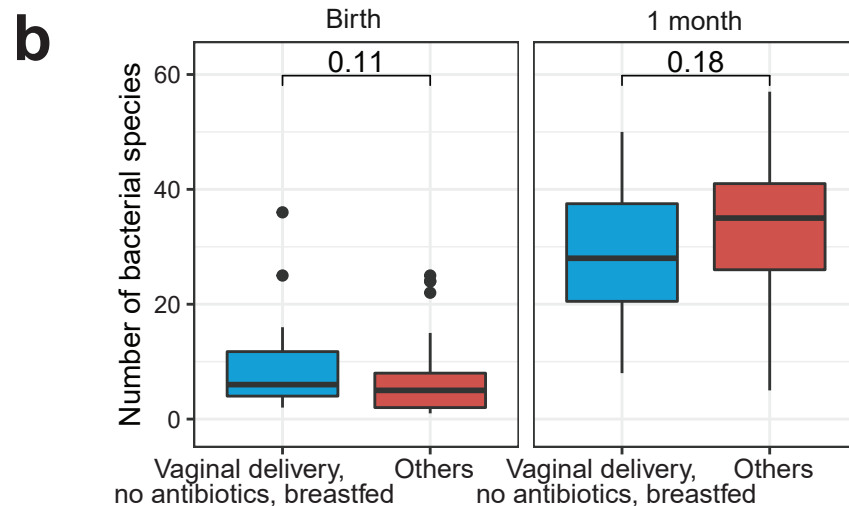 b
Birth
1 month
Number of bacterial species
60
40
20
0
0.11
0.18
Vaginal delivery,
no antibiotics, breastfed
Others
Vaginal delivery,
no antibiotics, breastfed
Others